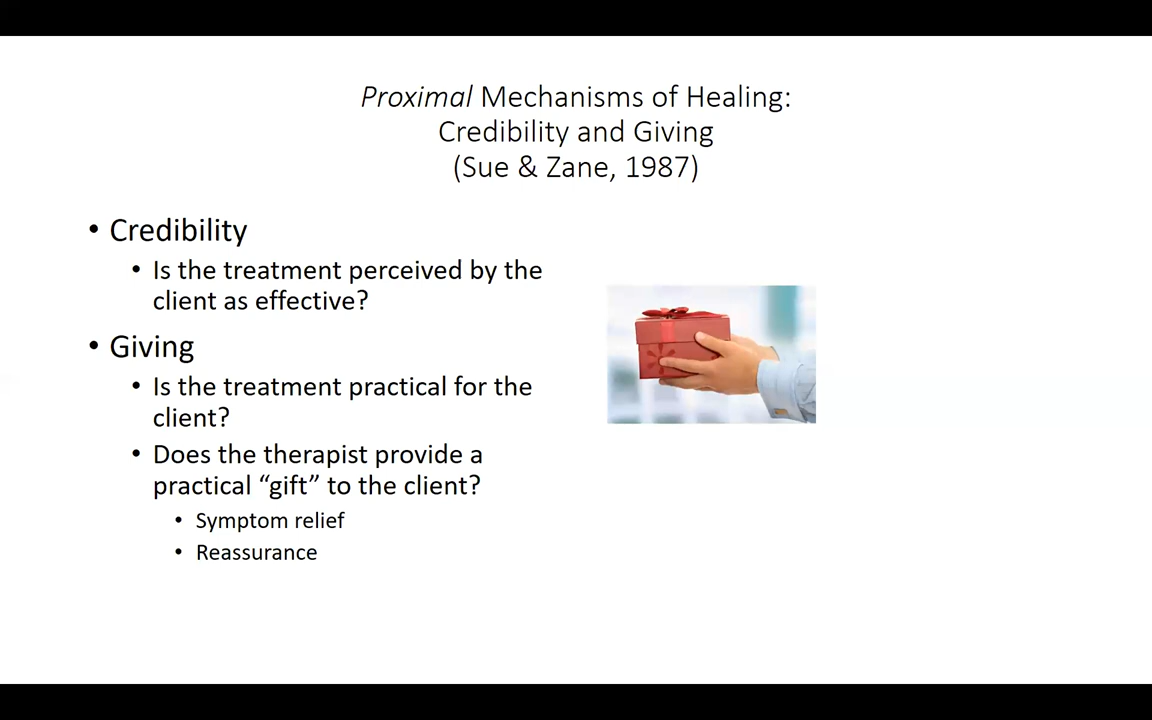 Proximal Mechanisms of Healing:
Credibility and Giving
(Sue & Zane, 1987)
• Credibility
• Is the treatment perceived by the
client as effective?
• Giving
• Is the treatment practical for the
client?
• Does the therapist provide a
practical “gift” to the client?
• Symptom relief
• Reassurance